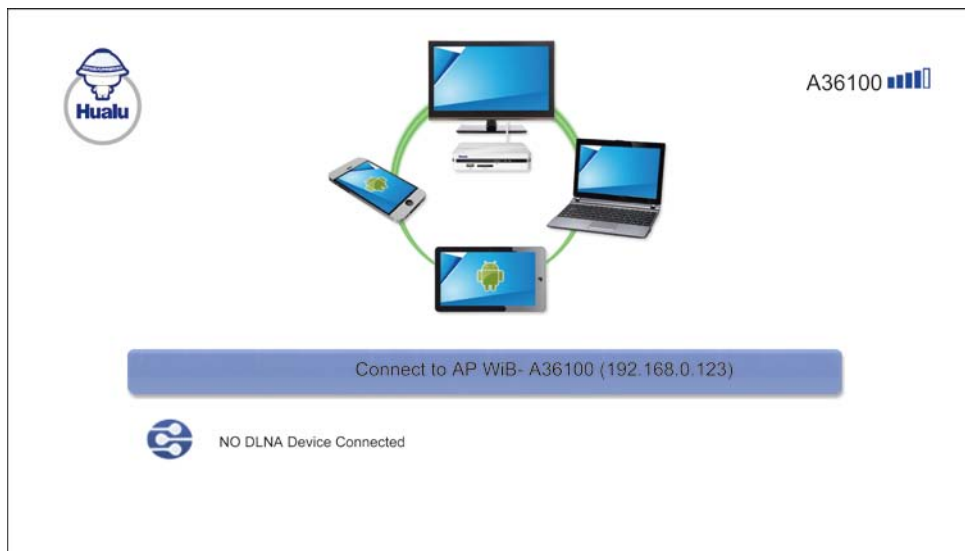 Hualu
A36100
Connect to AP WiB- A36100 (192.168.0.123)
NO DLNA Device Connected